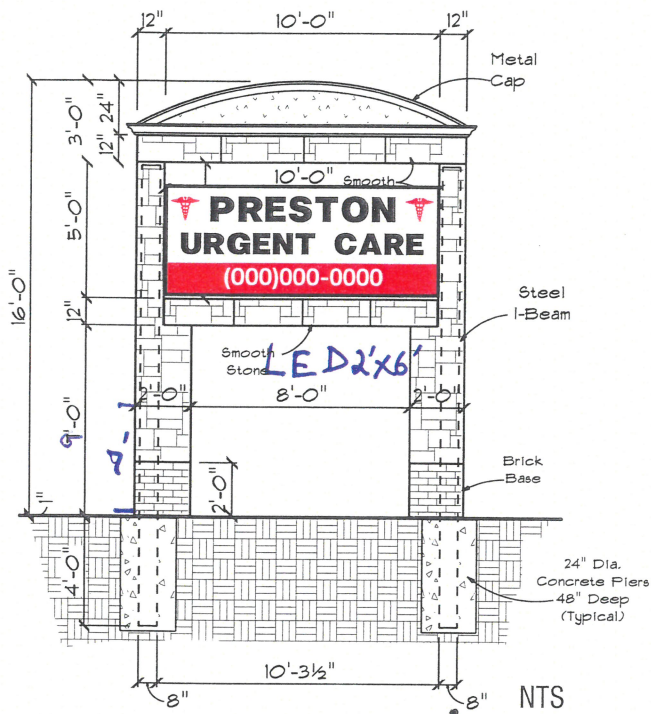 12"
10'-0"
12"
Metal
Cap
3'-0"
24"
12"
10'-0"
Smooth
PRESTON
URGENT CARE
(000)000-0000
5'-0"
16'-0"
12"
Steel
I-Beam
Smooth
Stone
LED 2'x6'
2'-0"
8'-0"
2'-0"
9'-0"
9'
2'-0"
Brick
Base
1"
4'-0"
24" Dia.
Concrete Piers
48" Deep
(Typical)
10'-3½"
8"
8"
NTS